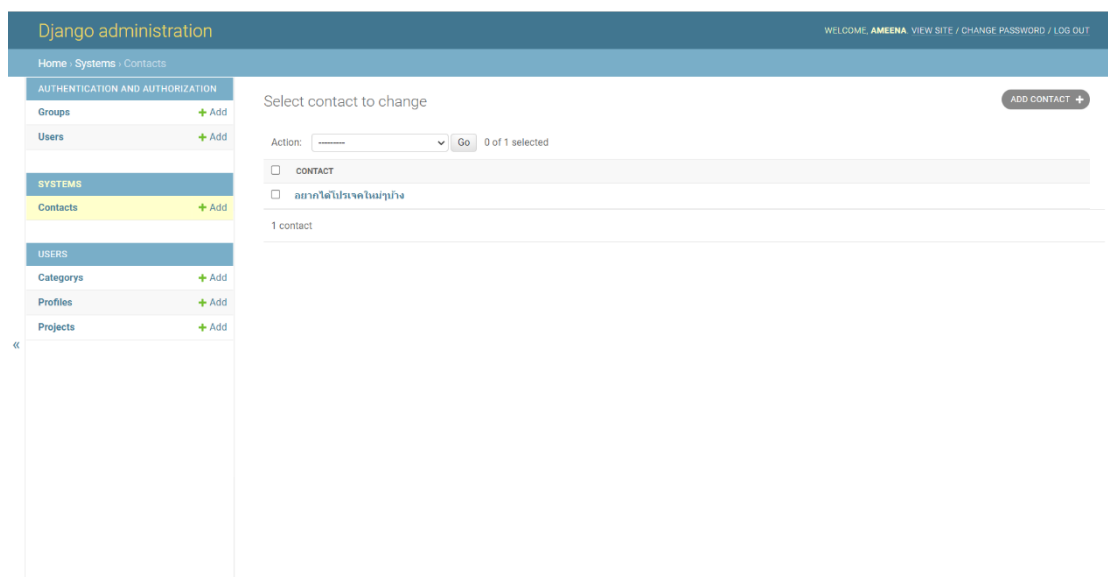 Django administration
WELCOME, AMEENA. VIEW SITE / CHANGE PASSWORD / LOG OUT
Home › Systems › Contacts
AUTHENTICATION AND AUTHORIZATION
Groups + Add
Users + Add
SYSTEMS
Contacts + Add
USERS
Categorys + Add
Profiles + Add
Projects + Add
«
Select contact to change
ADD CONTACT +
Action: --------- Go 0 of 1 selected
CONTACT
อยากได้โปรเจคใหม่ๆบ้าง
1 contact